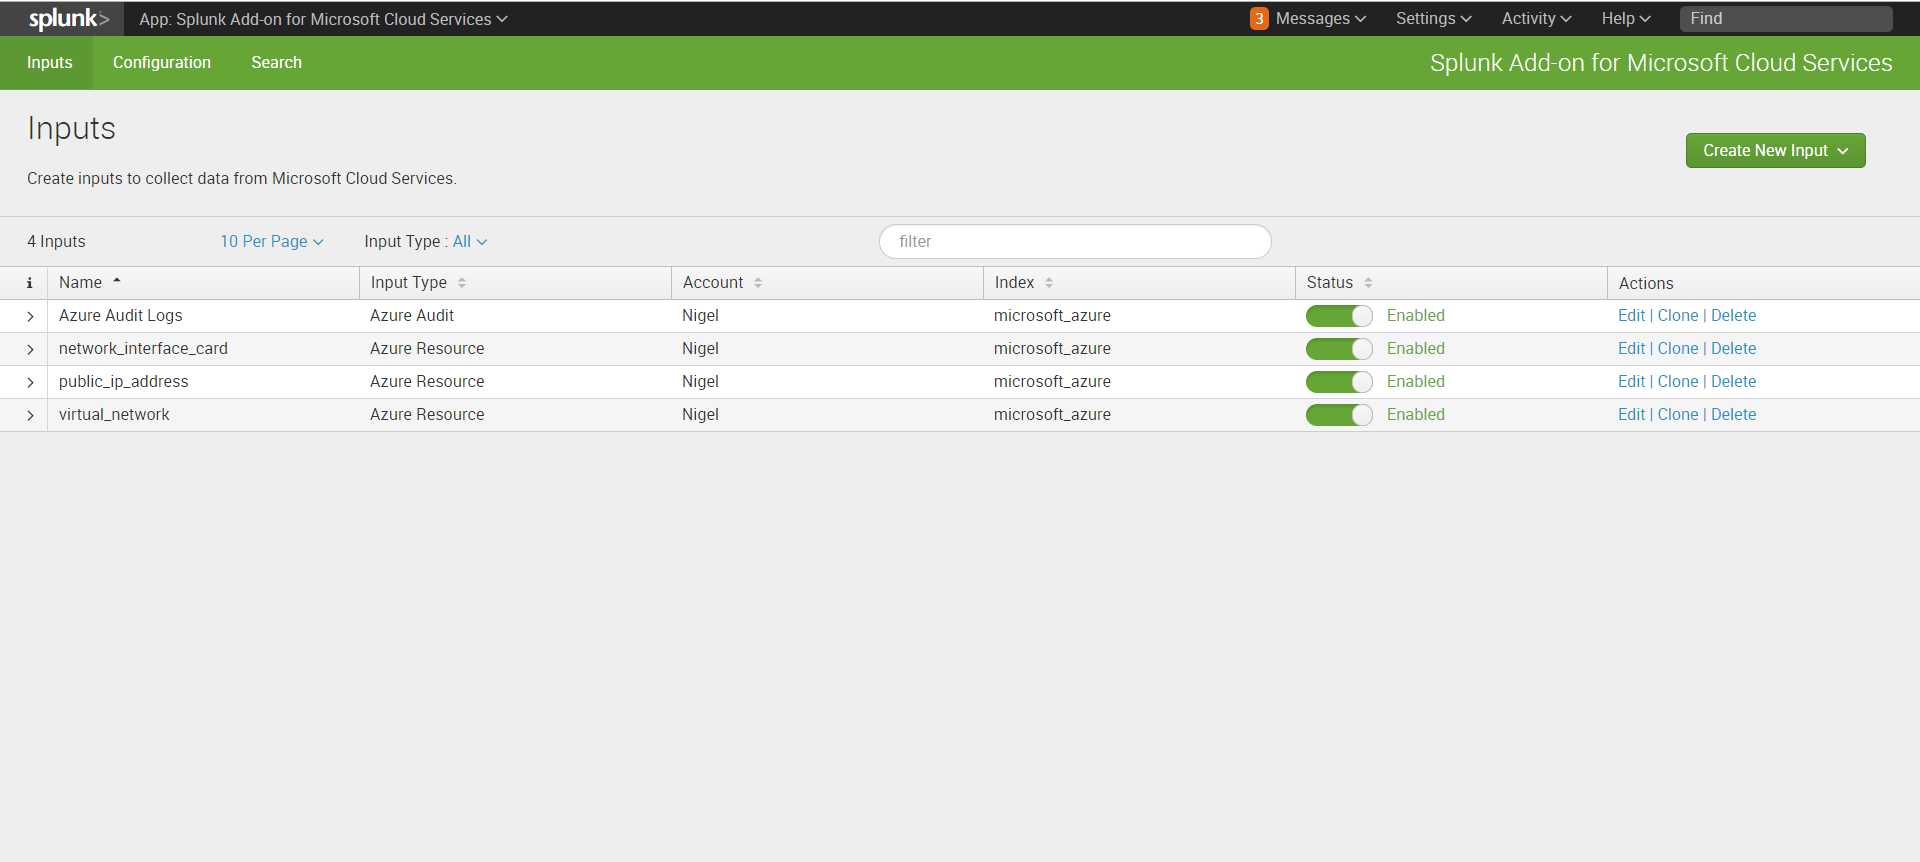 splunk> App: Splunk Add-on for Microsoft Cloud Services 3 Messages Settings Activity Help Find
Inputs Configuration Search Splunk Add-on for Microsoft Cloud Services
Inputs
Create New Input
Create inputs to collect data from Microsoft Cloud Services.
4 Inputs 10 Per Page Input Type : All filter
i Name Input Type Account Index Status Actions
Azure Audit Logs Azure Audit Nigel microsoft_azure Enabled Edit | Clone | Delete
network_interface_card Azure Resource Nigel microsoft_azure Enabled Edit | Clone | Delete
public_ip_address Azure Resource Nigel microsoft_azure Enabled Edit | Clone | Delete
virtual_network Azure Resource Nigel microsoft_azure Enabled Edit | Clone | Delete